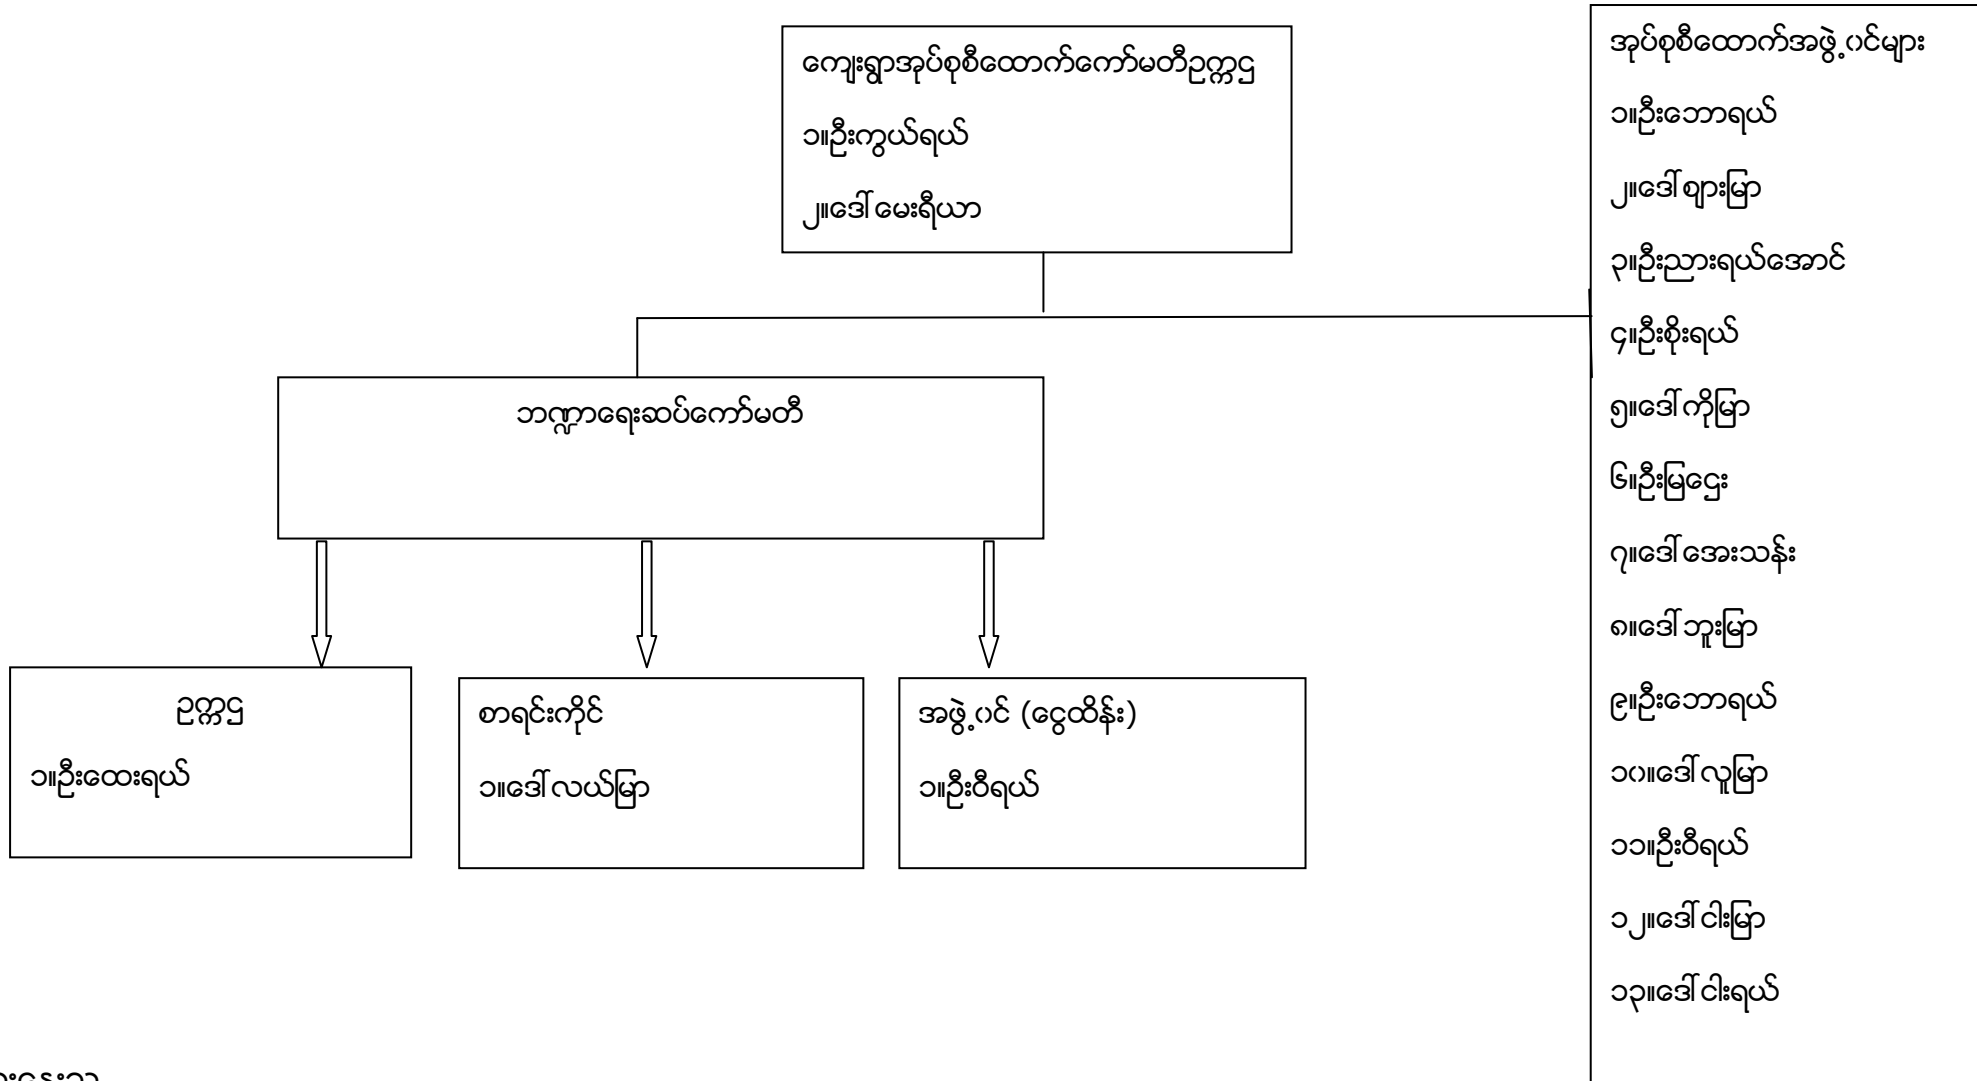 ကျေးရွာအုပ်စုစီထောက်ကော်မတီဥက္ကဌ
၁။ဦးကွယ်ရယ်
၂။ဒေါ်မေးရီယာ
အုပ်စုစီထောက်အဖွဲ့ဝင်များ
၁။ဦးဘောရယ်
၂။ဒေါ်ဈားမြာ
၃။ဦးညားရယ်အောင်
၄။ဦးစိုးရယ်
၅။ဒေါ်ကိုမြာ
၆။ဦးမြဌေး
၇။ဒေါ်အေးသန်း
၈။ဒေါ်ဘူးမြာ
၉။ဦးဘောရယ်
၁၀။ဒေါ်လူမြာ
၁၁။ဦးဝီရယ်
၁၂။ဒေါ်ငါးမြာ
၁၃။ဒေါ်ငါးရယ်
ဘဏ္ဍာရေးဆပ်ကော်မတီ
ဥက္ကဌ
၁။ဦးထေးရယ်
စာရင်းကိုင်
၁။ဒေါ်လယ်မြာ
အဖွဲ့ဝင် (ငွေထိန်း)
၁။ဦးဝီရယ်